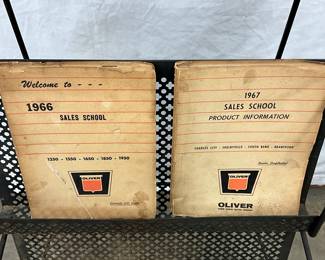 Welcome to - - -
1966
SALES SCHOOL
1250 - 1550 - 1650 - 1850 - 1950
OLIVER
1967
SALES SCHOOL
PRODUCT INFORMATION
CHARLES CITY - SHELBYVILLE - SOUTH BEND - BRANTFORD
OLIVER
OLIVER